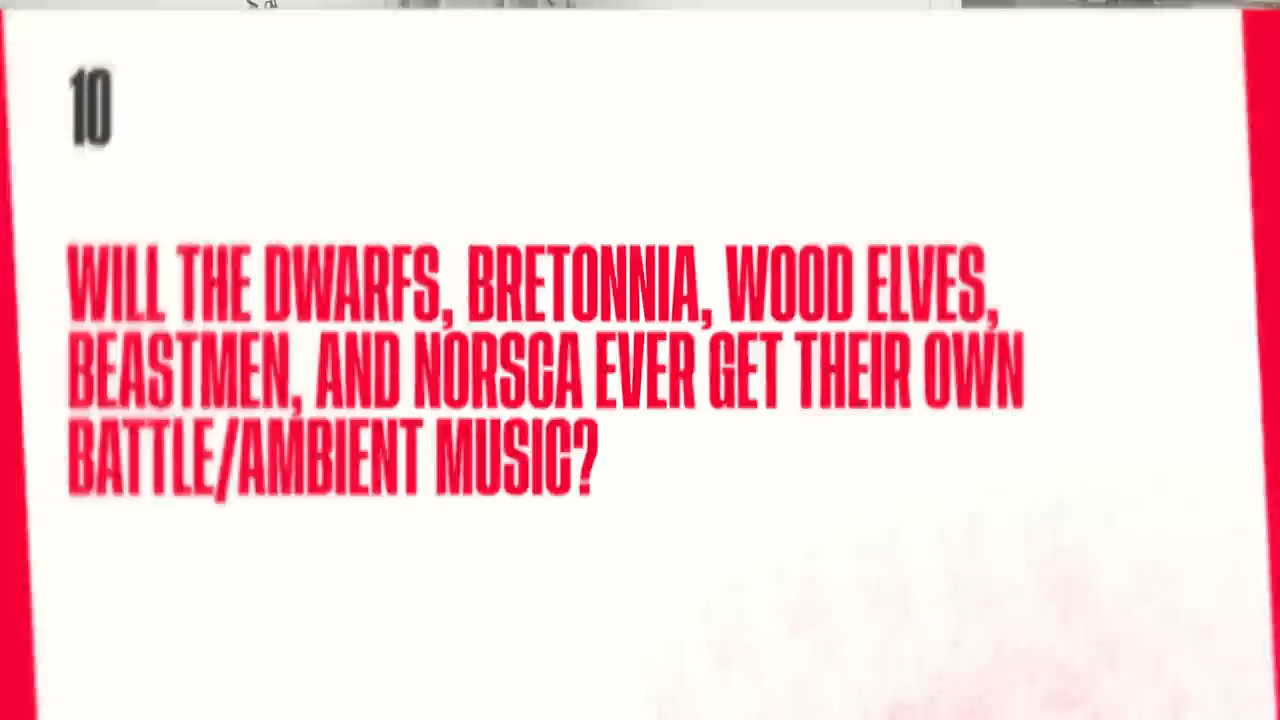 10
WILL THE DWARFS, BRETONNIA, WOOD ELVES,
BEASTMEN, AND NORSCA EVER GET THEIR OWN
BATTLE/AMBIENT MUSIC?